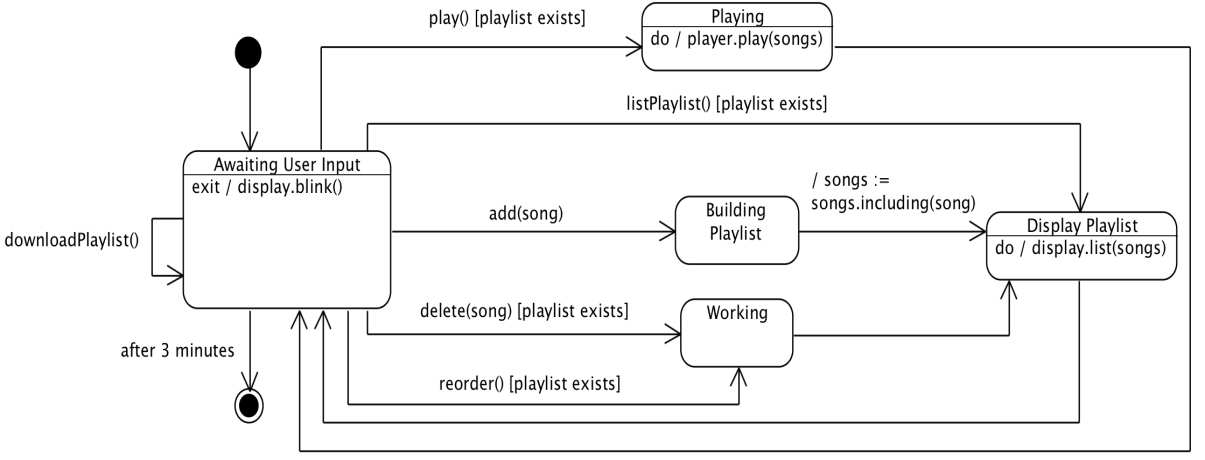 play() [playlist exists]
Playing
do / player.play(songs)
listPlaylist() [playlist exists]
Awaiting User Input
exit / display.blink()
/ songs :=
songs.including(song)
add(song)
Building
Playlist
Display Playlist
do / display.list(songs)
downloadPlaylist()
delete(song) [playlist exists]
Working
after 3 minutes
reorder() [playlist exists]